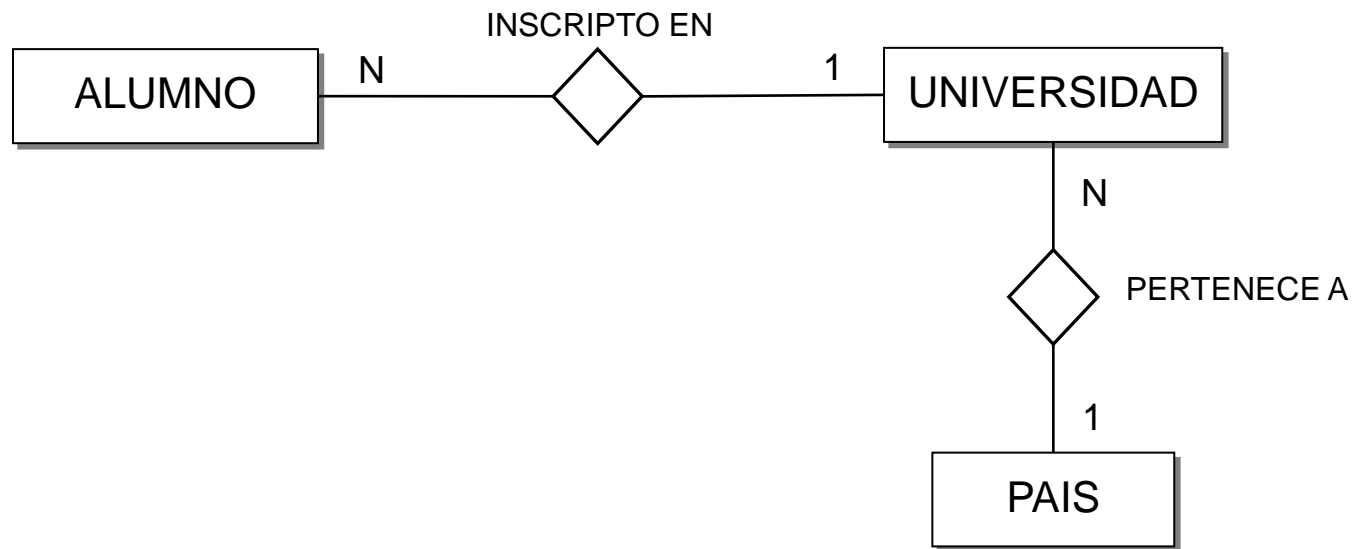 INSCRIPTO EN
ALUMNO
N
1
UNIVERSIDAD
N
PERTENECE A
1
PAIS